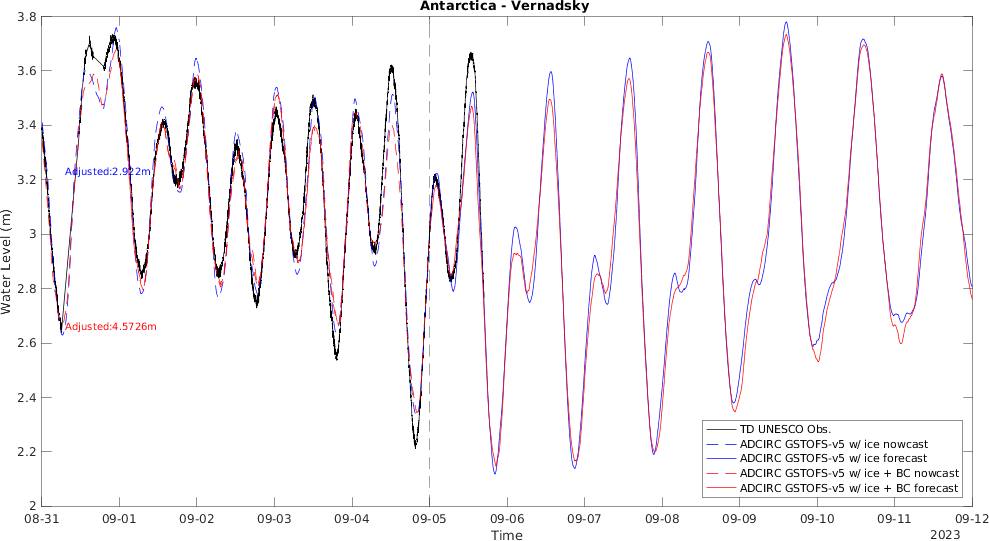 Antarctica - Vernadsky
3.8
3.6
3.4
3.2
3
2.8
2.6
2.4
2.2
2
Water Level (m)
Adjusted:2.922m
Adjusted:4.5726m
TD UNESCO Obs.
ADCIRC GSTOFS-v5 w/ ice nowcast
ADCIRC GSTOFS-v5 w/ ice forecast
ADCIRC GSTOFS-v5 w/ ice + BC nowcast
ADCIRC GSTOFS-v5 w/ ice + BC forecast
08-31 09-01 09-02 09-03 09-04 09-05 09-06 09-07 09-08 09-09 09-10 09-11 09-12
Time
2023